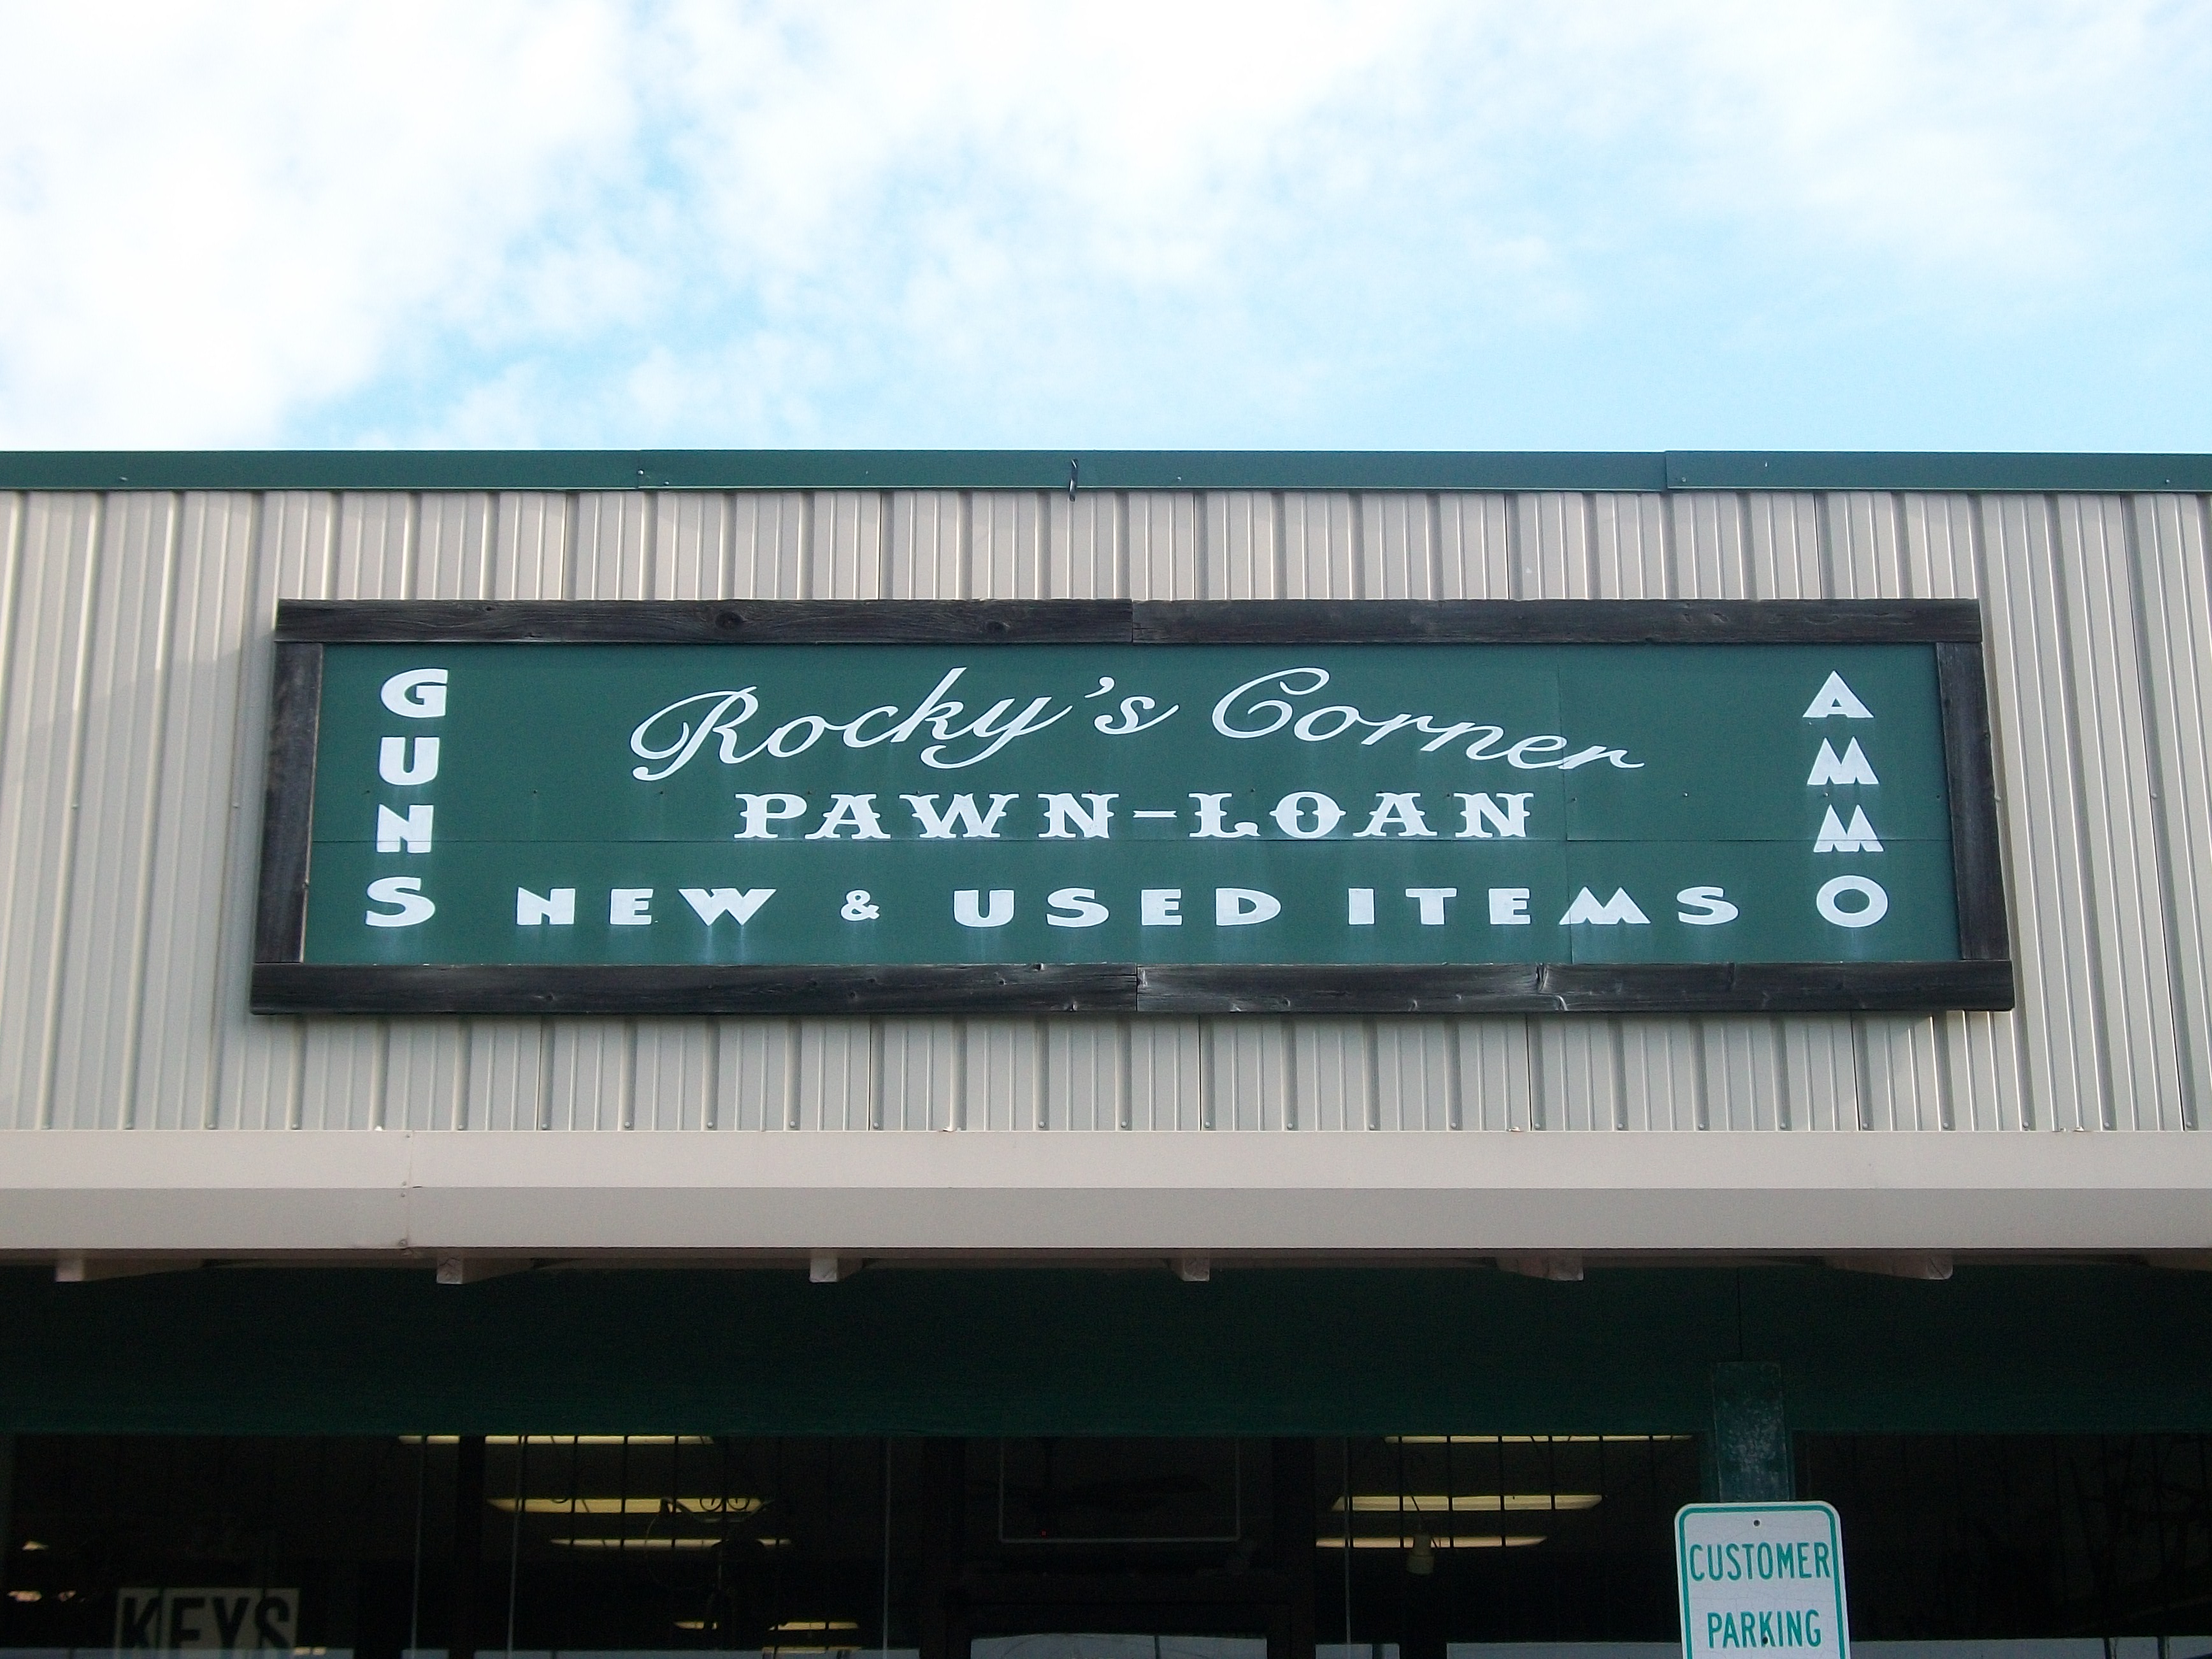 GUNS
Rocky's Corner
PAWN-LOAN
NEW & USED ITEMS
AMMO
KEYS
CUSTOMER
PARKING